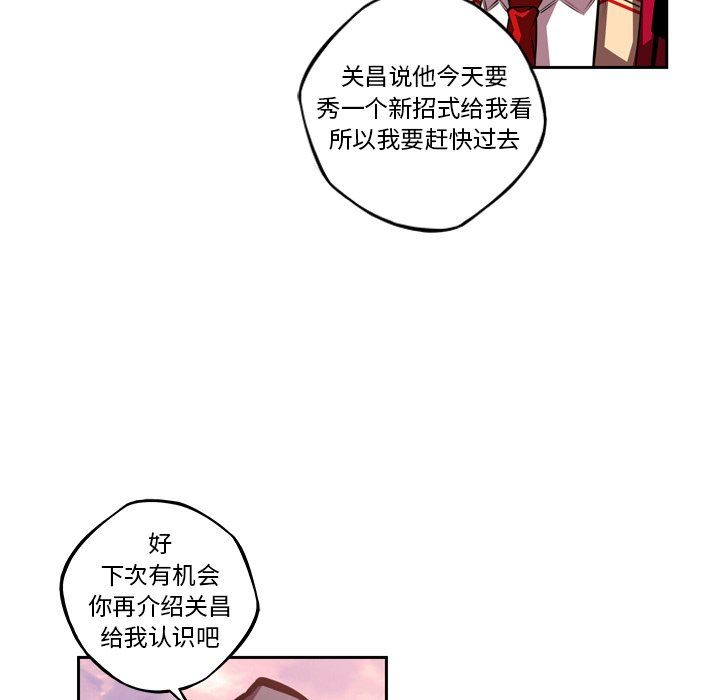 关昌说他今天要
秀一个新招式给我看
所以我要赶快过去
好
下次有机会
你再介绍关昌
给我认识吧